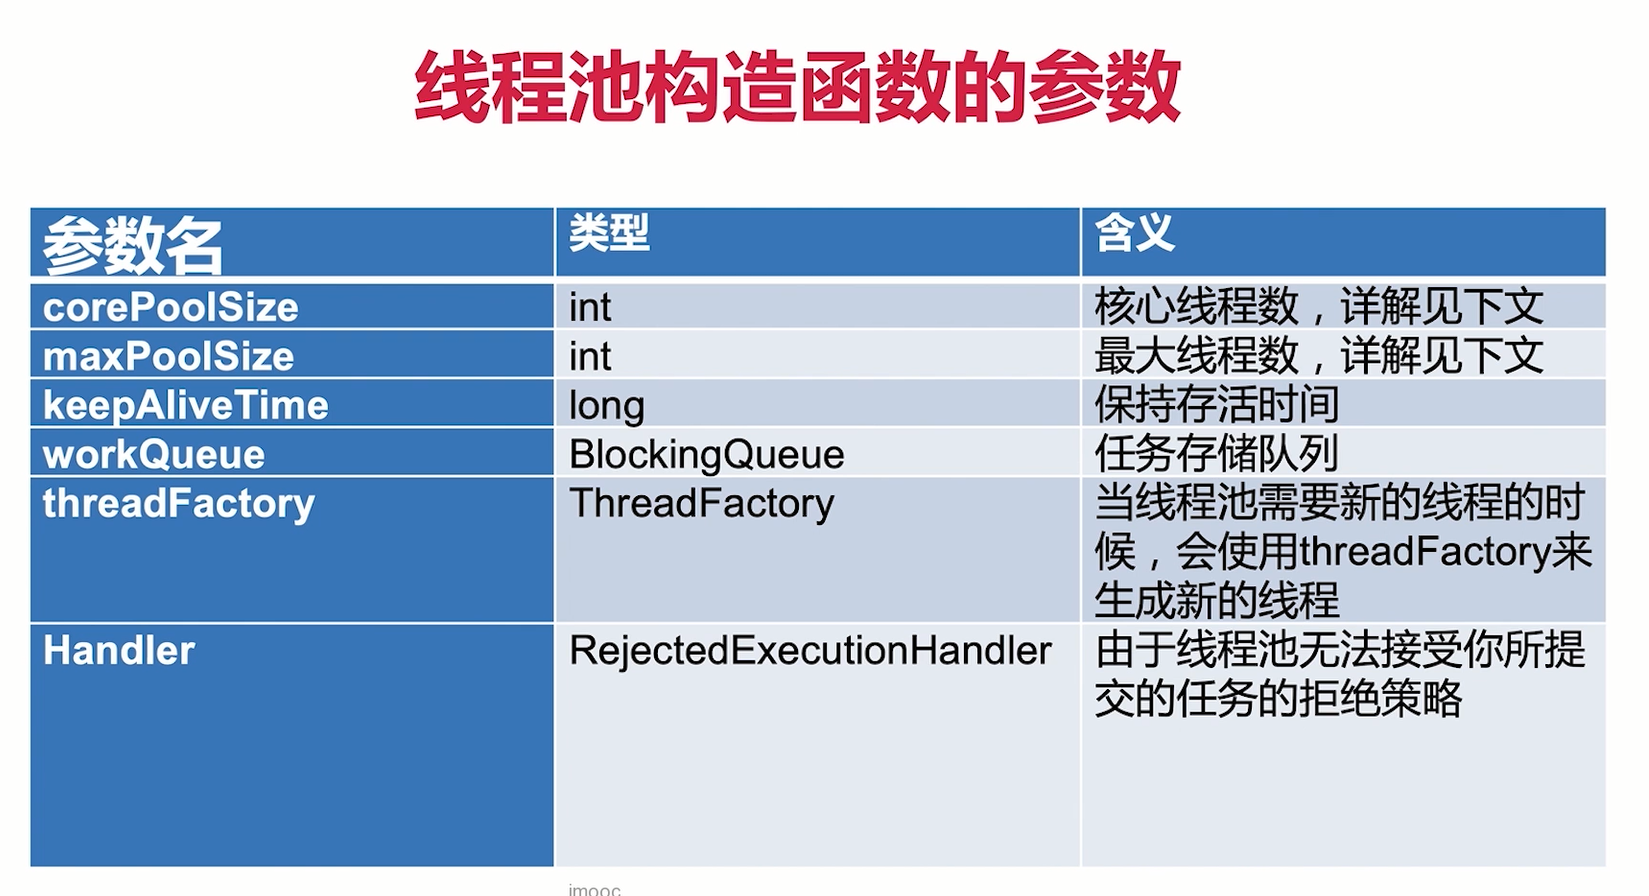 线程池构造函数的参数
参数名 类型 含义
corePoolSize int 核心线程数，详解见下文
maxPoolSize int 最大线程数，详解见下文
keepAliveTime long 保持存活时间
workQueue BlockingQueue 任务存储队列
threadFactory ThreadFactory 当线程池需要新的线程的时
候，会使用threadFactory来
生成新的线程
Handler RejectedExecutionHandler 由于线程池无法接受你所提
交的任务的拒绝策略
imooc